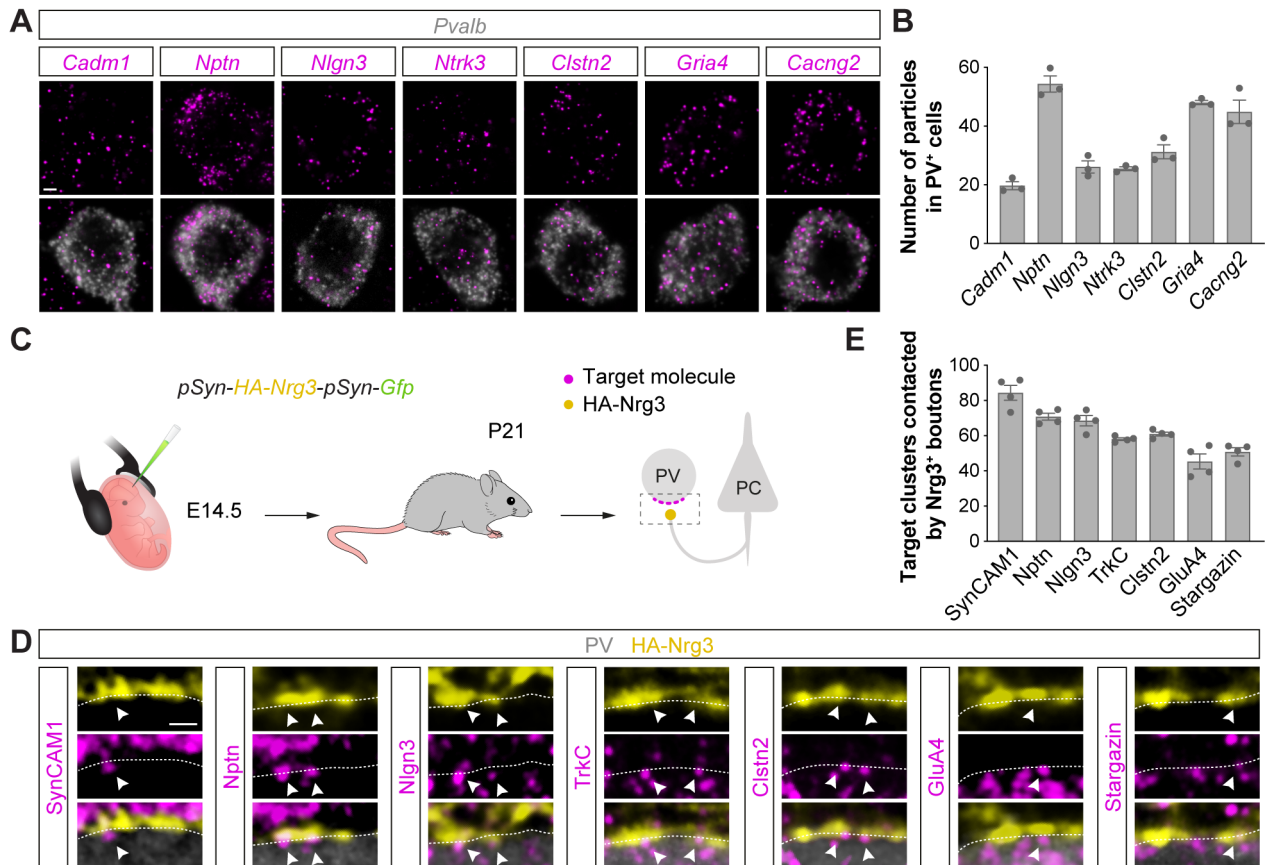 A
Pvalb
Cadm1 Nptn Nlgn3 Ntrk3 Clstn2 Gria4 Cacng2
B
Number of particles
in PV⁺ cells
60
40
20
0
Cadm1 Nptn Nlgn3 Ntrk3 Clstn2 Gria4 Cacng2
C
pSyn-HA-Nrg3-pSyn-Gfp
Target molecule
HA-Nrg3
E14.5
P21
PV
PC
E
Target clusters contacted
by Nrg3⁺ boutons
100
80
60
40
20
0
SynCAM1 Nptn Nlgn3 TrkC Clstn2 GluA4 Stargazin
D
PV HA-Nrg3
SynCAM1
Nptn
Nlgn3
TrkC
Clstn2
GluA4
Stargazin